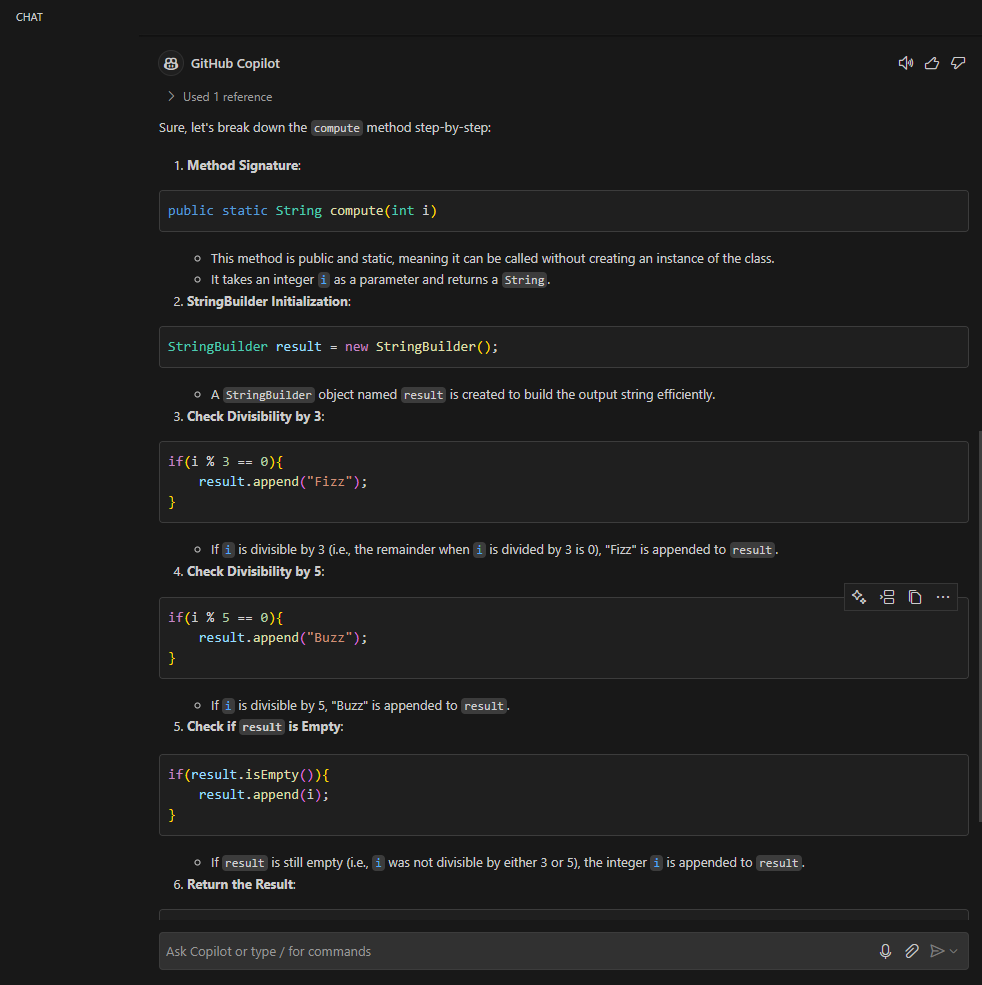 CHAT
GitHub Copilot
Used 1 reference
Sure, let's break down the compute method step-by-step:
1. Method Signature:
public static String compute(int i)
This method is public and static, meaning it can be called without creating an instance of the class.
It takes an integer i as a parameter and returns a String.
2. StringBuilder Initialization:
StringBuilder result = new StringBuilder();
A StringBuilder object named result is created to build the output string efficiently.
3. Check Divisibility by 3:
if(i % 3 == 0){
    result.append("Fizz");
}
If i is divisible by 3 (i.e., the remainder when i is divided by 3 is 0), "Fizz" is appended to result.
4. Check Divisibility by 5:
if(i % 5 == 0){
    result.append("Buzz");
}
If i is divisible by 5, "Buzz" is appended to result.
5. Check if result is Empty:
if(result.isEmpty()){
    result.append(i);
}
If result is still empty (i.e., i was not divisible by either 3 or 5), the integer i is appended to result.
6. Return the Result:
Ask Copilot or type / for commands